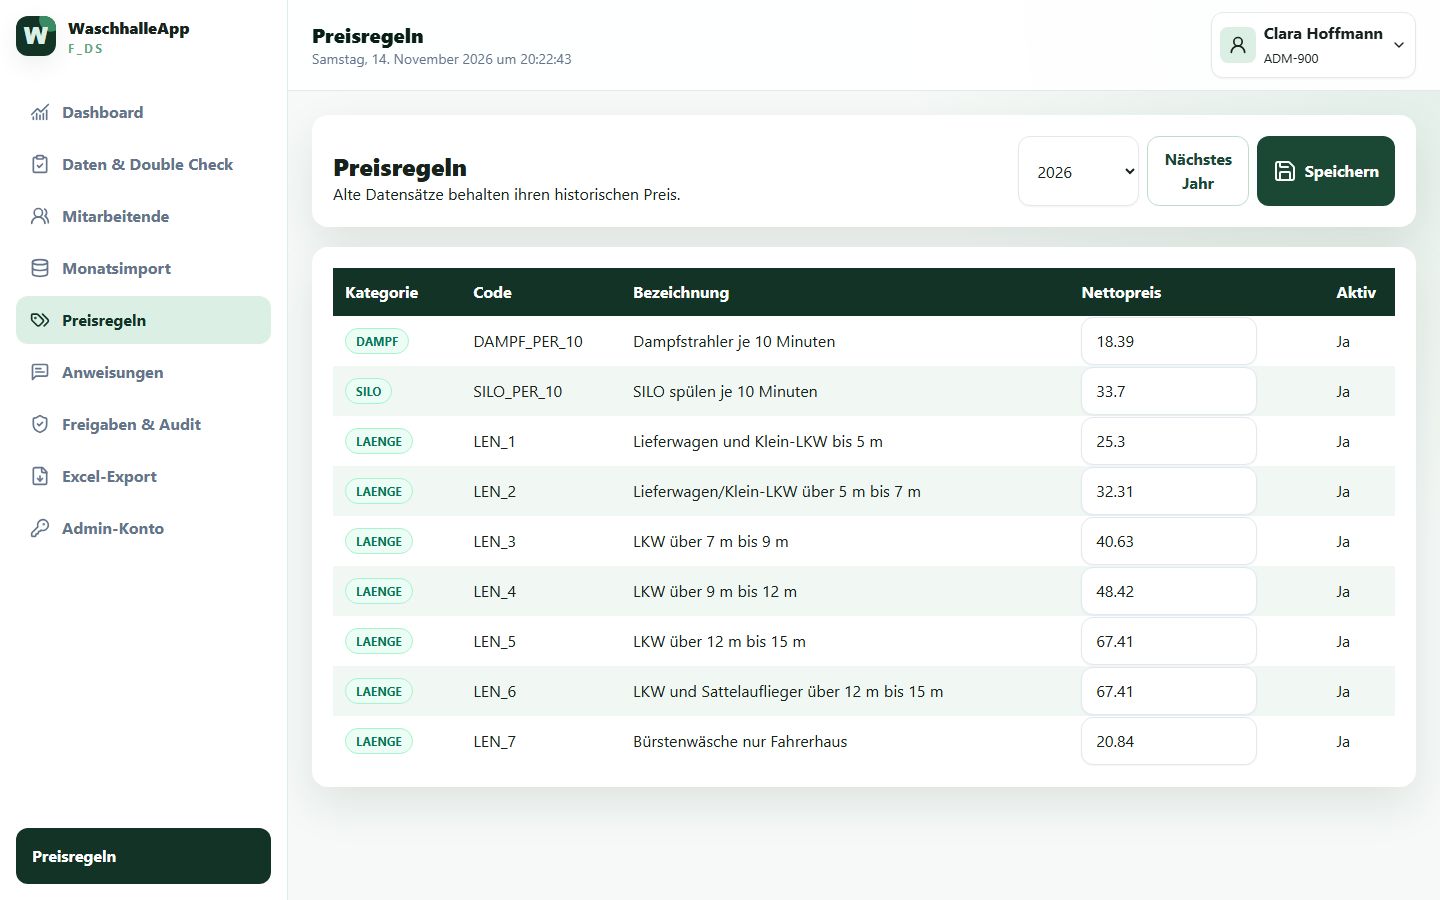 WaschhalleApp
F_DS
Dashboard
Daten & Double Check
Mitarbeitende
Monatsimport
Preisregeln
Anweisungen
Freigaben & Audit
Excel-Export
Admin-Konto
Preisregeln
Preisregeln
Samstag, 14. November 2026 um 20:22:43
Clara Hoffmann
ADM-900
Preisregeln
Alte Datensätze behalten ihren historischen Preis.
2026
Nächstes
Jahr
Speichern
Kategorie Code Bezeichnung Nettopreis Aktiv
DAMPF DAMPF_PER_10 Dampfstrahler je 10 Minuten 18.39 Ja
SILO SILO_PER_10 SILO spülen je 10 Minuten 33.7 Ja
LAENGE LEN_1 Lieferwagen und Klein-LKW bis 5 m 25.3 Ja
LAENGE LEN_2 Lieferwagen/Klein-LKW über 5 m bis 7 m 32.31 Ja
LAENGE LEN_3 LKW über 7 m bis 9 m 40.63 Ja
LAENGE LEN_4 LKW über 9 m bis 12 m 48.42 Ja
LAENGE LEN_5 LKW über 12 m bis 15 m 67.41 Ja
LAENGE LEN_6 LKW und Sattelauflieger über 12 m bis 15 m 67.41 Ja
LAENGE LEN_7 Bürstenwäsche nur Fahrerhaus 20.84 Ja